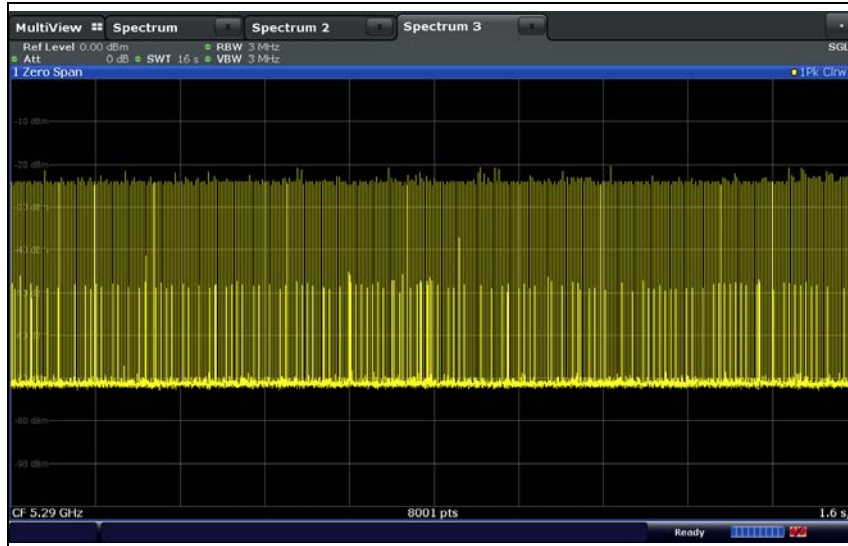 MultiView Spectrum x Spectrum 2 x Spectrum 3 x
Ref Level 0.00 dBm RBW 3 MHz
SGL
Att 0 dB SWT 16 s VBW 3 MHz
1 Zero Span 1Pk Clrw
-10 dBm
-20 dBm
-80 dBm
-90 dBm
CF 5.29 GHz 8001 pts 1.6 s
Ready